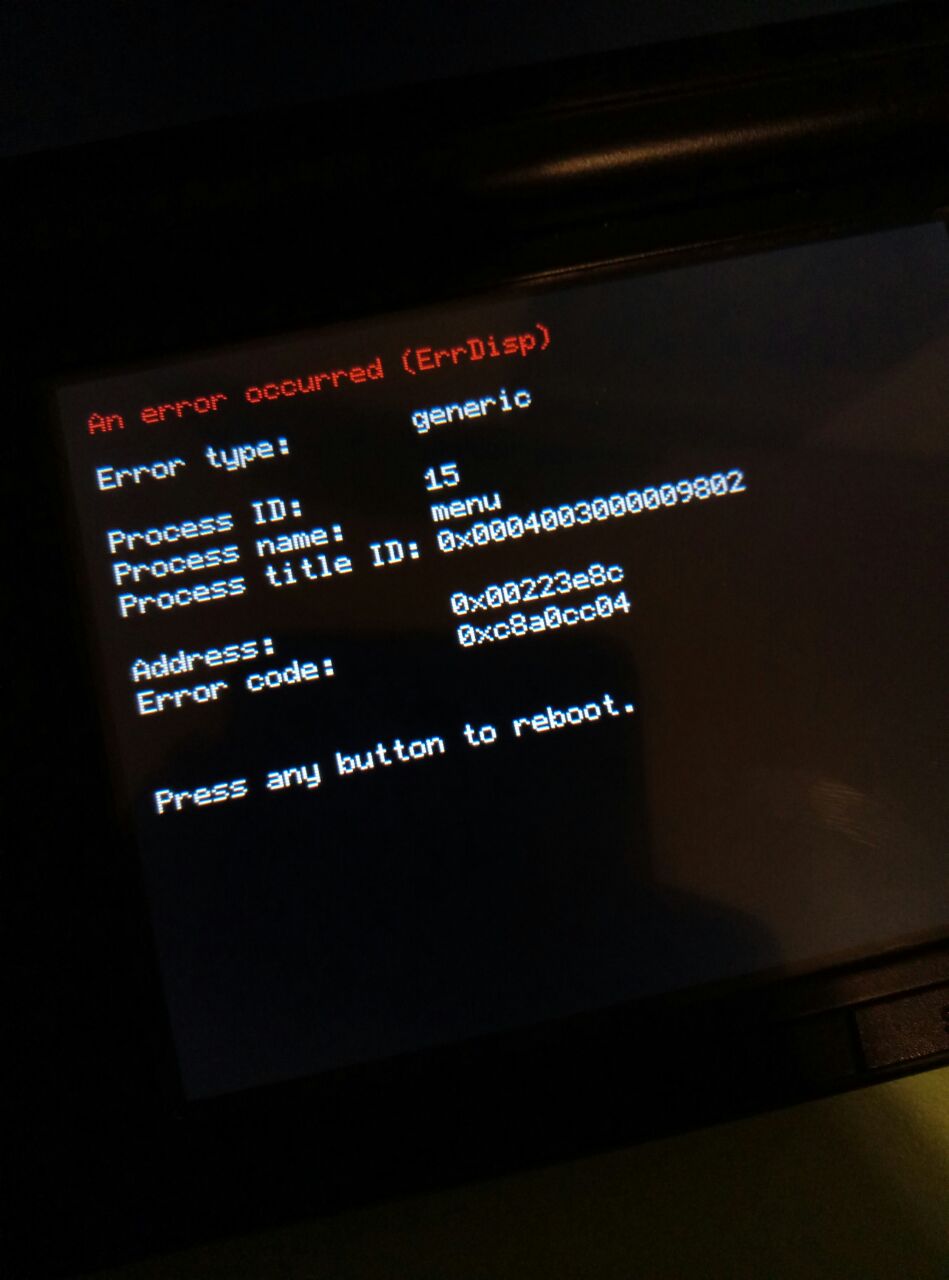 An error occurred (ErrDisp)
Error type: generic
Process ID: 15
Process name: menu
Process title ID: 0x0004003000009802
Address: 0x00223e8c
Error code: 0xc8a0cc04
Press any button to reboot.